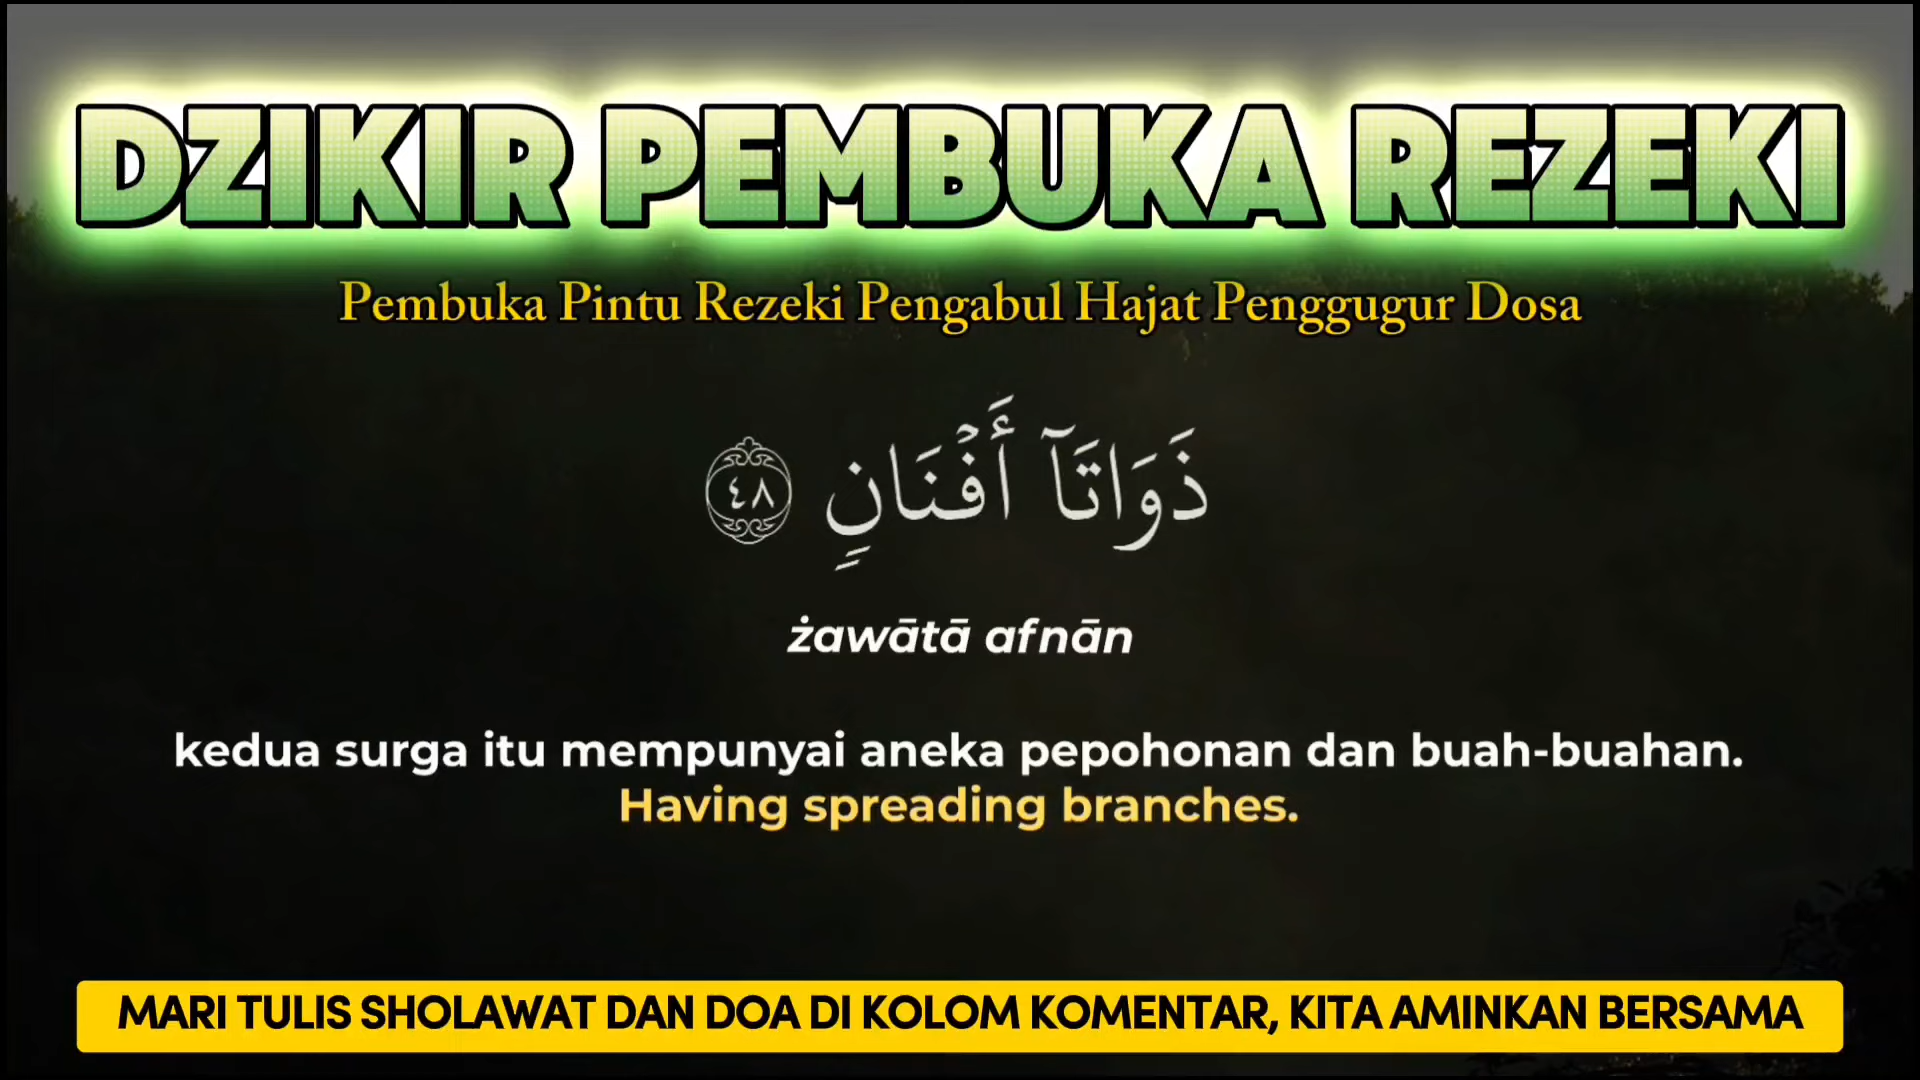 DZIKIR PEMBUKA REZEKI
Pembuka Pintu Rezeki Pengabul Hajat Penggugur Dosa
ذَوَاتَآ أَفْنَانٍ ٤٨
żawātā afnān
kedua surga itu mempunyai aneka pepohonan dan buah-buahan.
Having spreading branches.
MARI TULIS SHOLAWAT DAN DOA DI KOLOM KOMENTAR, KITA AMINKAN BERSAMA